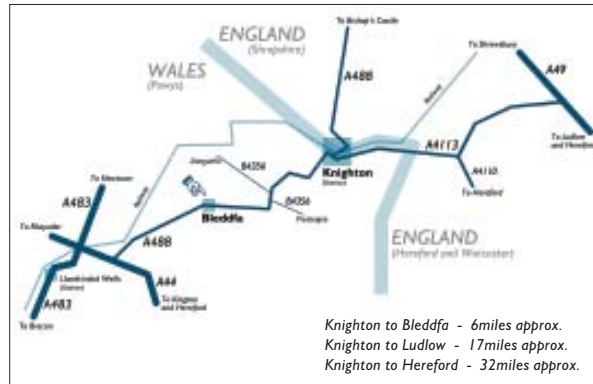 ENGLAND
(Shropshire)
To Bishop's Castle
A488
WALES
(Powys)
To Shrewsbury
A49
Railway
To Ludlow
and Hereford
A4113
A4110
To Hereford
Knighton
(Station)
B4356
B4356
Bleddfa
ENGLAND
(Hereford and Worcester)
To Newtown
A483
Railway
To Rhayader
A488
Llandrindod Wells
(Station)
A44
To Kington
and Hereford
A483
To Brecon
Knighton to Bleddfa - 6miles approx.
Knighton to Ludlow - 17miles approx.
Knighton to Hereford - 32miles approx.